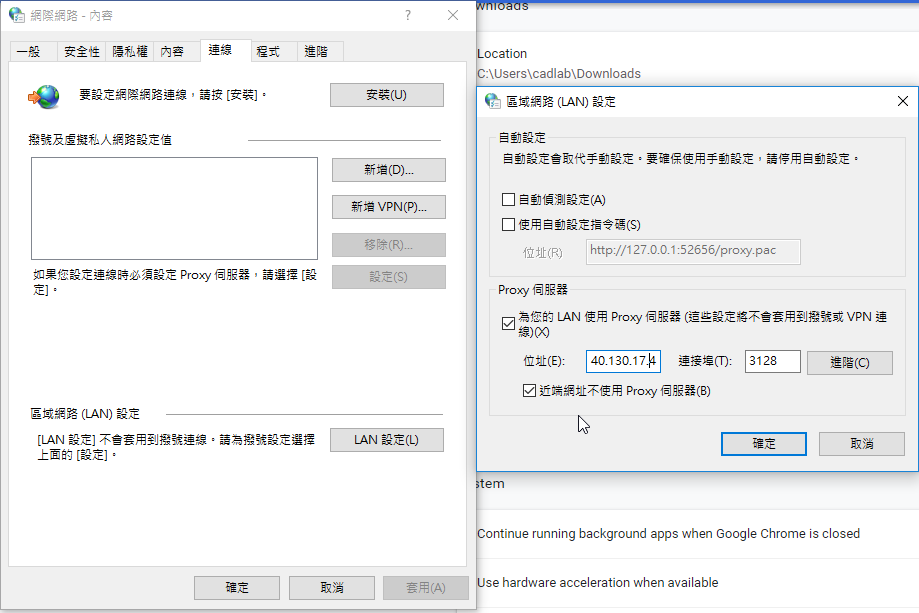 網際網路 - 內容
?
一般
安全性
隱私權
內容
連線
程式
進階
要設定網際網路連線，請按 [安裝]。
安裝(U)
撥號及虛擬私人網路設定值
新增(D)...
新增 VPN(P)...
移除(R)...
設定(S)
如果您設定連線時必須設定 Proxy 伺服器，請選擇 [設
定]。
區域網路 (LAN) 設定
[LAN 設定] 不會套用到撥號連線。請為撥號設定選擇
上面的 [設定]。
LAN 設定(L)
確定
取消
套用(A)
wnloads
Location
C:\Users\cadlab\Downloads
區域網路 (LAN) 設定
自動設定
自動設定會取代手動設定。要確保使用手動設定，請停用自動設定。
自動偵測設定(A)
使用自動設定指令碼(S)
位址(R)
http://127.0.0.1:52656/proxy.pac
Proxy 伺服器
為您的 LAN 使用 Proxy 伺服器 (這些設定將不會套用到撥號或 VPN 連
線)(X)
位址(E):
40.130.17.4
連接埠(T):
3128
進階(C)
近端網址不使用 Proxy 伺服器(B)
確定
取消
stem
Continue running background apps when Google Chrome is closed
Use hardware acceleration when available